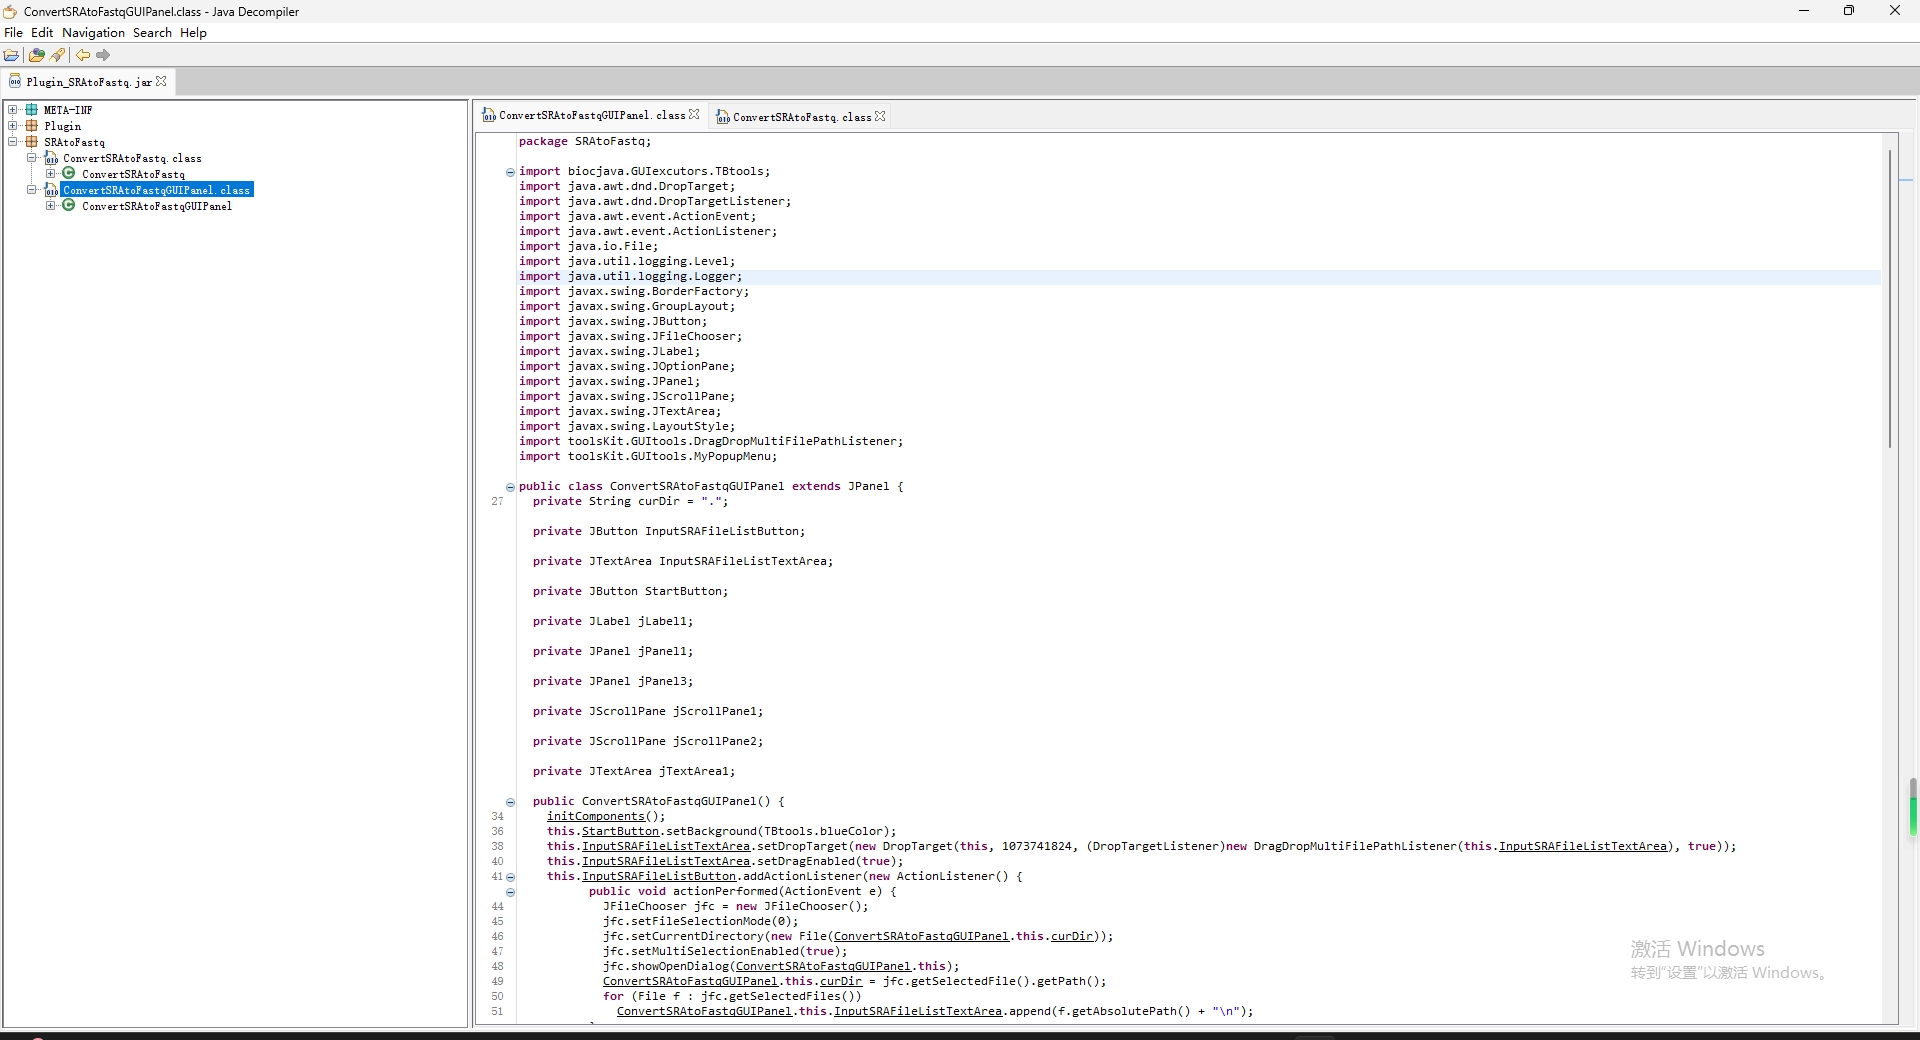 ConvertSRAtoFastqGUIPanel.class - Java Decompiler
File Edit Navigation Search Help
Plugin_SRAtoFastq.jar
META-INF
Plugin
SRAtoFastq
ConvertSRAtoFastq.class
ConvertSRAtoFastq
ConvertSRAtoFastqGUIPanel.class
ConvertSRAtoFastqGUIPanel
ConvertSRAtoFastqGUIPanel.class ConvertSRAtoFastq.class
package SRAtoFastq;
import biocjava.GUIexcutors.TBtools;
import java.awt.dnd.DropTarget;
import java.awt.dnd.DropTargetListener;
import java.awt.event.ActionEvent;
import java.awt.event.ActionListener;
import java.io.File;
import java.util.logging.Level;
import java.util.logging.Logger;
import javax.swing.BorderFactory;
import javax.swing.GroupLayout;
import javax.swing.JButton;
import javax.swing.JFileChooser;
import javax.swing.JLabel;
import javax.swing.JOptionPane;
import javax.swing.JPanel;
import javax.swing.JScrollPane;
import javax.swing.JTextArea;
import javax.swing.LayoutStyle;
import toolsKit.GUItools.DragDropMultiFilePathListener;
import toolsKit.GUItools.MyPopupMenu;
public class ConvertSRAtoFastqGUIPanel extends JPanel {
27 private String curDir = ".";
private JButton InputSRAFileListButton;
private JTextArea InputSRAFileListTextArea;
private JButton StartButton;
private JLabel jLabel1;
private JPanel jPanel1;
private JPanel jPanel3;
private JScrollPane jScrollPane1;
private JScrollPane jScrollPane2;
private JTextArea jTextArea1;
public ConvertSRAtoFastqGUIPanel() {
34 initComponents();
36 this.StartButton.setBackground(TBtools.blueColor);
38 this.InputSRAFileListTextArea.setDropTarget(new DropTarget(this, 1073741824, (DropTargetListener)new DragDropMultiFilePathListener(this.InputSRAFileListTextArea), true));
40 this.InputSRAFileListTextArea.setDragEnabled(true);
41 this.InputSRAFileListButton.addActionListener(new ActionListener() {
public void actionPerformed(ActionEvent e) {
44 JFileChooser jfc = new JFileChooser();
45 jfc.setFileSelectionMode(0);
46 jfc.setCurrentDirectory(new File(ConvertSRAtoFastqGUIPanel.this.curDir));
47 jfc.setMultiSelectionEnabled(true);
48 jfc.showOpenDialog(ConvertSRAtoFastqGUIPanel.this);
49 ConvertSRAtoFastqGUIPanel.this.curDir = jfc.getSelectedFile().getPath();
50 for (File f : jfc.getSelectedFiles())
51 ConvertSRAtoFastqGUIPanel.this.InputSRAFileListTextArea.append(f.getAbsolutePath() + "\n");
激活 Windows
转到"设置"以激活 Windows。